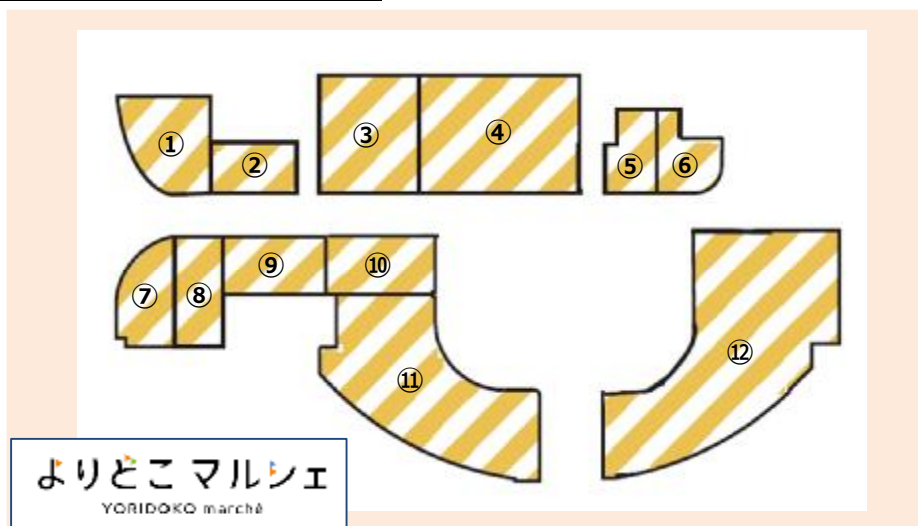 ① ② ③ ④ ⑤ ⑥
⑦ ⑧ ⑨ ⑩
⑪ ⑫
よりどこ マルシェ
YORIDOKO marché